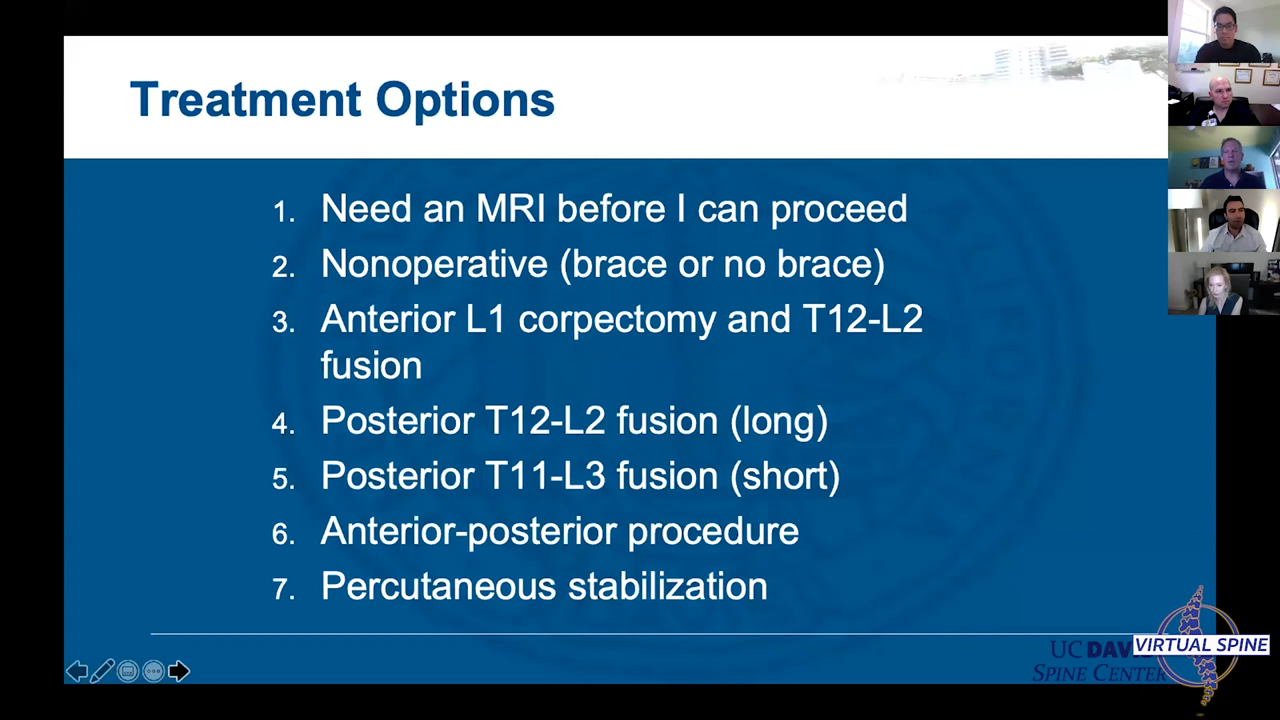 Treatment Options
1. Need an MRI before I can proceed
2. Nonoperative (brace or no brace)
3. Anterior L1 corpectomy and T12-L2
fusion
4. Posterior T12-L2 fusion (long)
5. Posterior T11-L3 fusion (short)
6. Anterior-posterior procedure
7. Percutaneous stabilization
UC DAV
SPINE CENTER
VIRTUAL SPINE